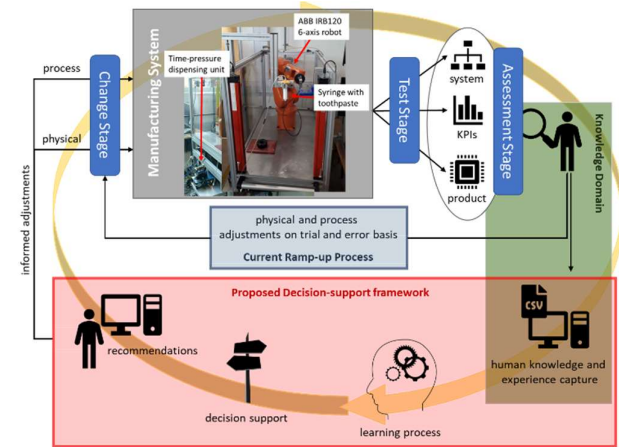 ABB IRB120
6-axis robot
Time-pressure
dispensing unit
Syringe with
toothpaste
process
physical
informed adjustments
Change Stage
Manufacturing System
Test Stage
system
KPIs
product
Assessment Stage
Knowledge Domain
physical and process
adjustments on trial and error basis
Current Ramp-up Process
Proposed Decision-support framework
CSV
recommendations
human knowledge and
experience capture
decision support
learning process